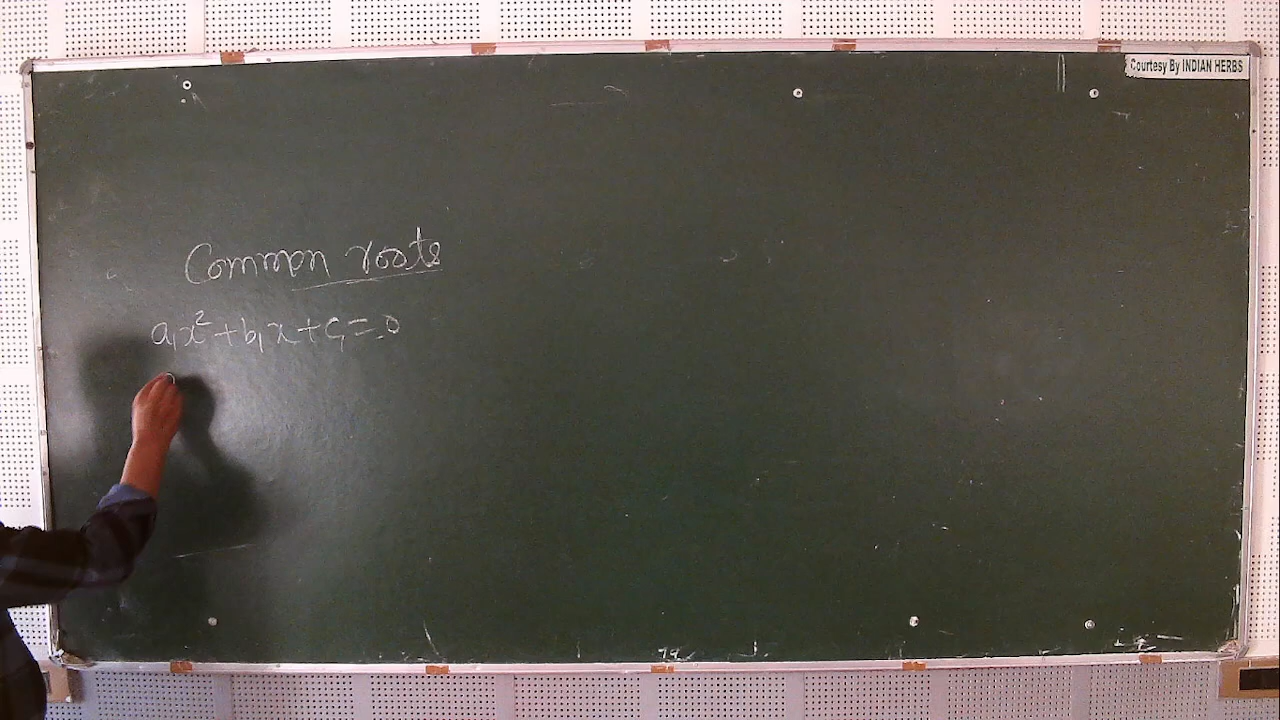 Courtesy By INDIAN HERBS
Common roots
a₁x² + b₁x + c₁ = 0